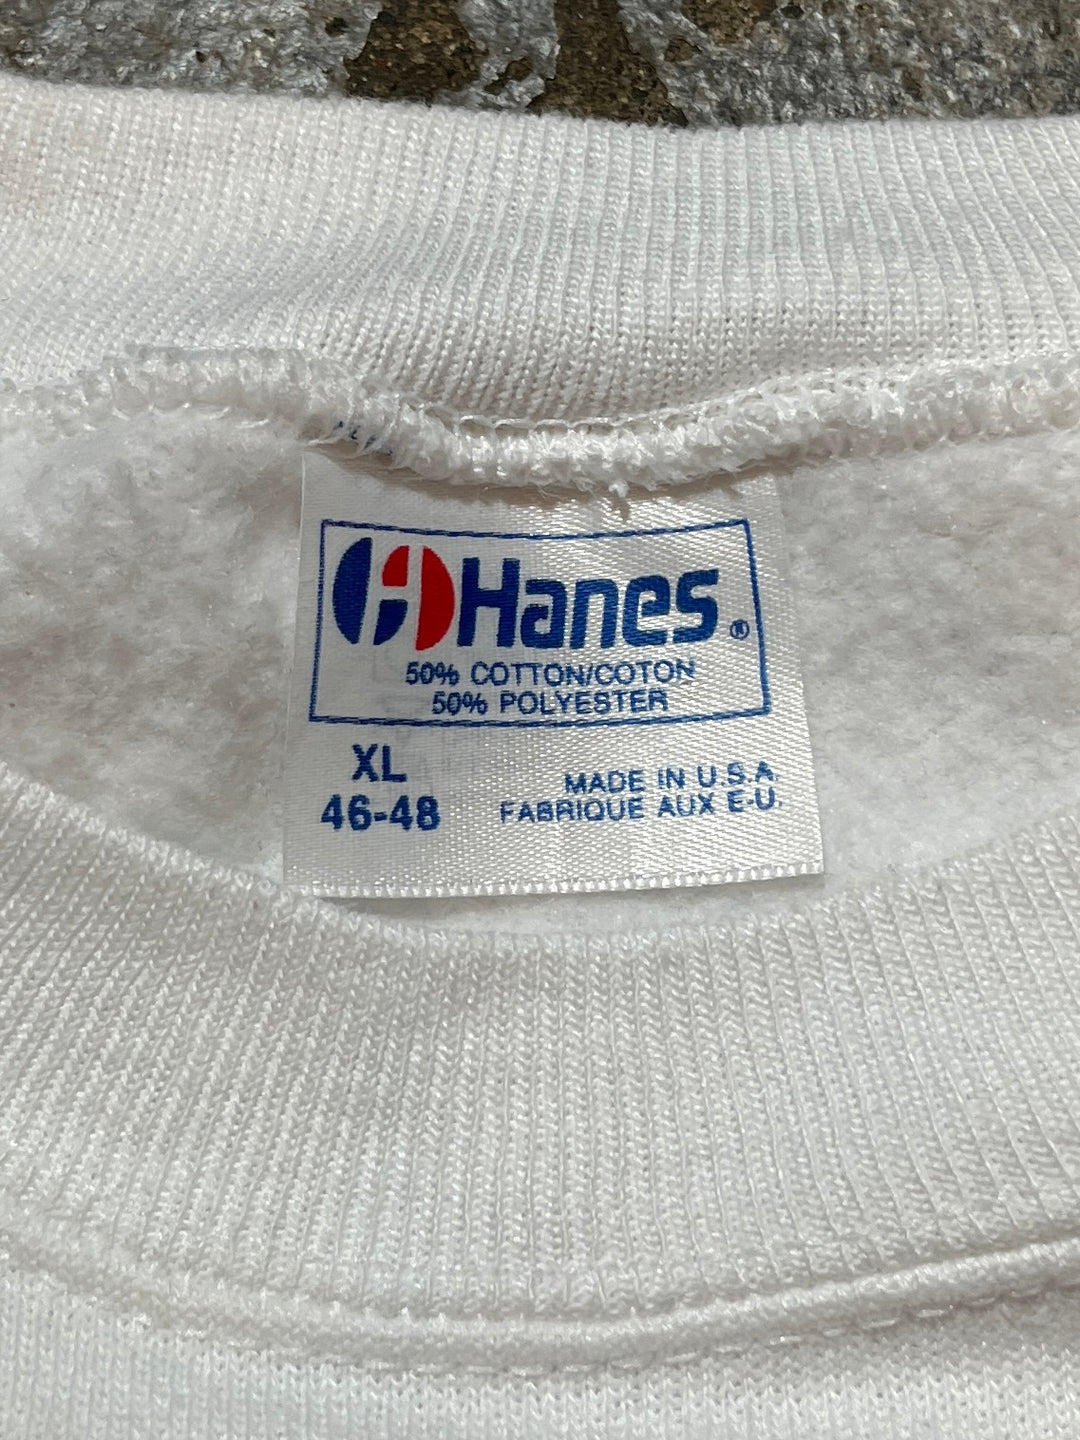 Hanes®
50% COTTON/COTON
50% POLYESTER
XL
46-48
MADE IN U.S.A.
FABRIQUE AUX E-U.